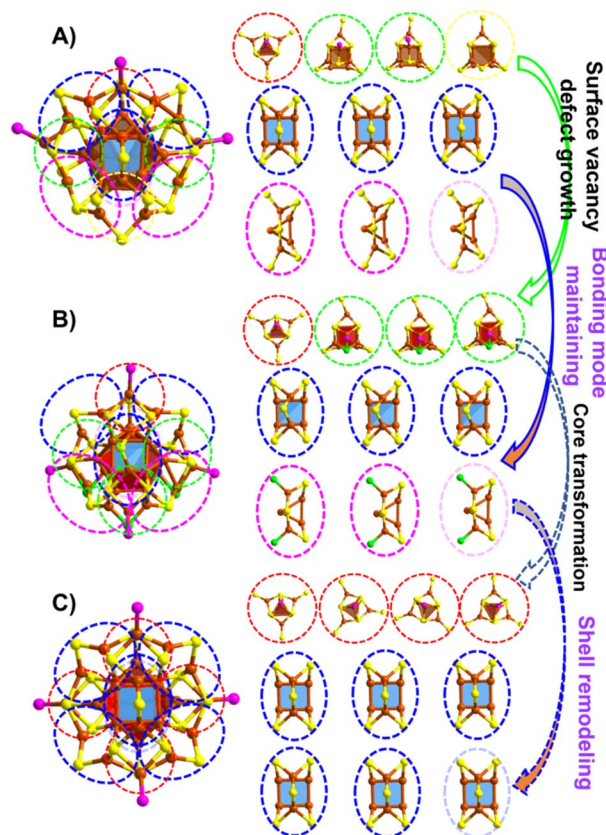 A)
Surface vacancy
defect growth
Bonding mode
maintaining
B)
Core transformation
C)
Shell remodeling